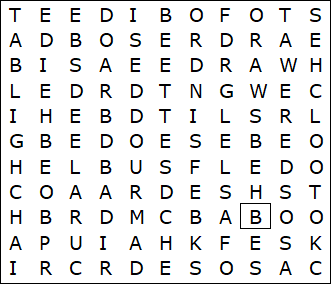 T E E D I B O F O T S
A D B O S E R D R A E
B I S A E E D R A W H
L E D R D T N G W E C
I H E B D T I L S R L
G B E D O E S E B E O
H E L B U S F L E D O
C O A A R D E S H S T
H B R D M C B A B O O
A P U I A H K F E S K
I R C R D E S O S A C